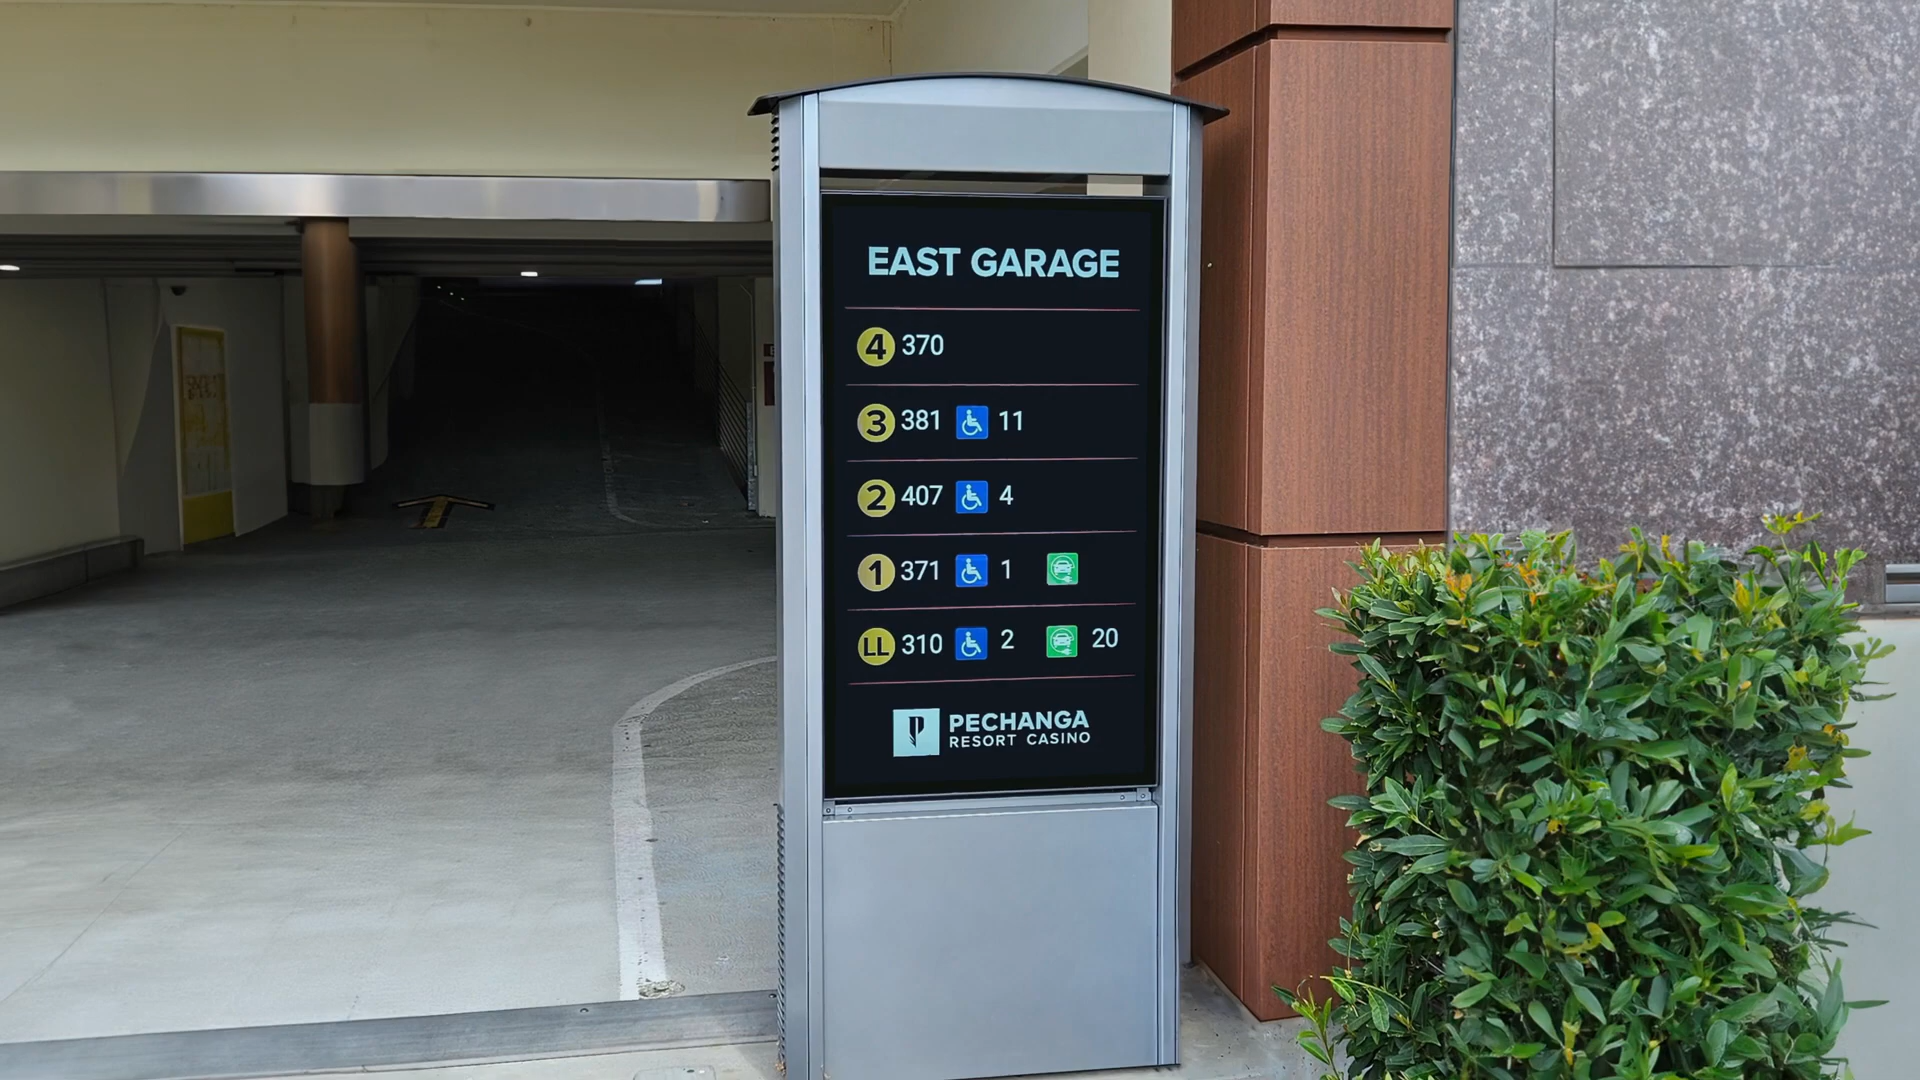 EAST GARAGE
4 370
3 381 11
2 407 4
1 371 1
LL 310 2 20
P PECHANGA
RESORT CASINO